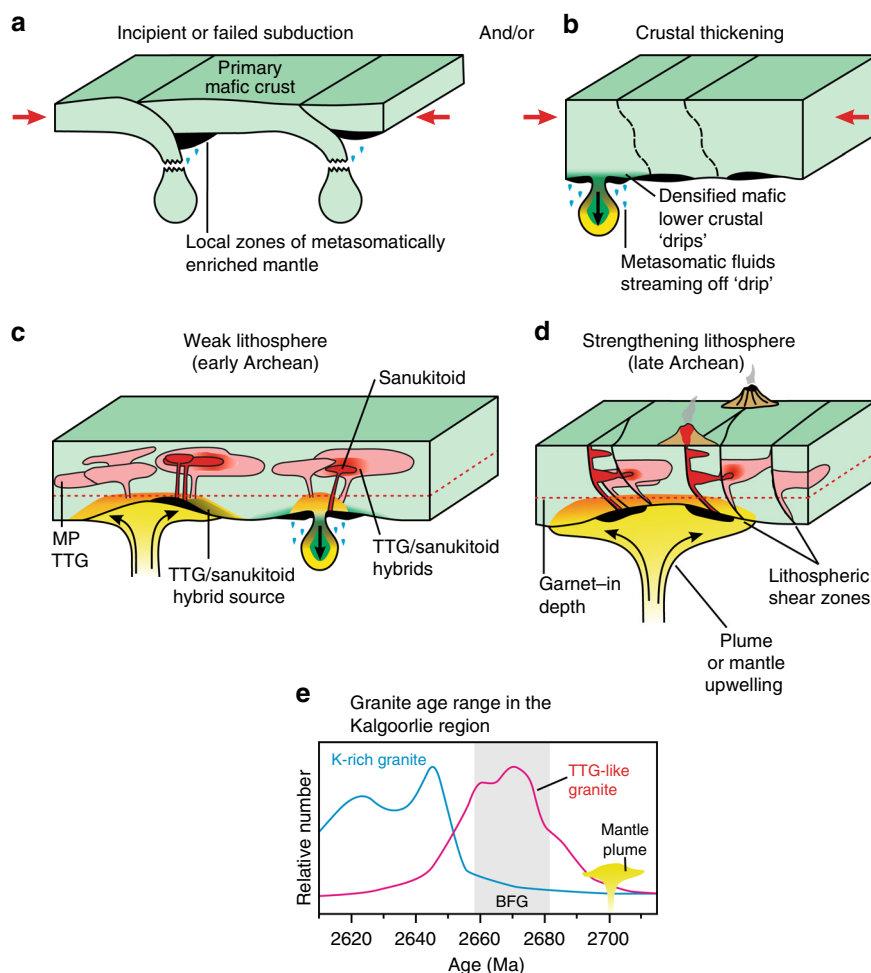 a
Incipient or failed subduction
And/or
b
Crustal thickening
Primary
mafic crust
Local zones of metasomatically
enriched mantle
Densified mafic
lower crustal
‘drips’
Metasomatic fluids
streaming off ‘drip’
c
Weak lithosphere
(early Archean)
Sanukitoid
MP
TTG
TTG/sanukitoid
hybrid source
TTG/sanukitoid
hybrids
d
Strengthening lithosphere
(late Archean)
Garnet–in
depth
Lithospheric
shear zones
Plume
or mantle
upwelling
e
Granite age range in the
Kalgoorlie region
K-rich granite
TTG-like
granite
Mantle
plume
BFG
Relative number
2620
2640
2660
2680
2700
Age (Ma)